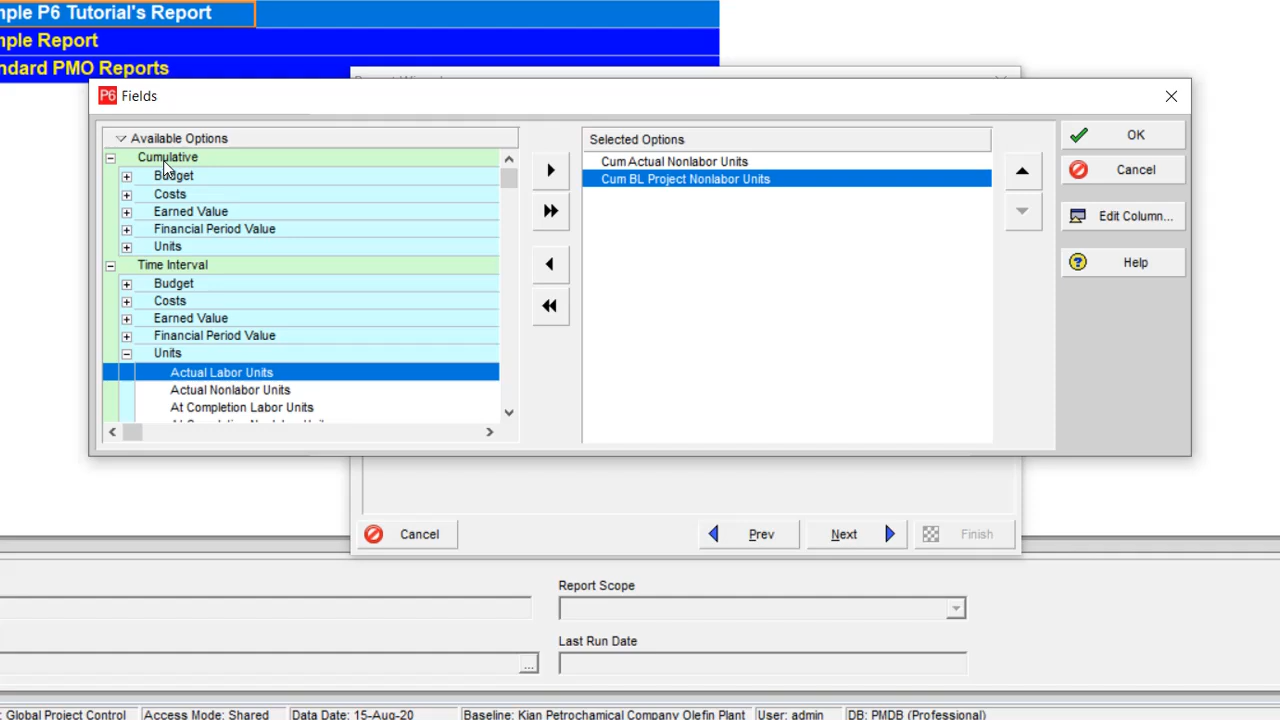 mple P6 Tutorial's Report
mple Report
ndard PMO Reports
P6 Fields
Available Options
Cumulative
Budget
Costs
Earned Value
Financial Period Value
Units
Time Interval
Budget
Costs
Earned Value
Financial Period Value
Units
Actual Labor Units
Actual Nonlabor Units
At Completion Labor Units
Selected Options
Cum Actual Nonlabor Units
Cum BL Project Nonlabor Units
OK
Cancel
Edit Column...
Help
Cancel
Prev
Next
Finish
Report Scope
Last Run Date
...
: Global Project Control
Access Mode: Shared
Data Date: 15-Aug-20
Baseline: Kian Petrochamical Company Olefin Plant
User: admin
DB: PMDB (Professional)